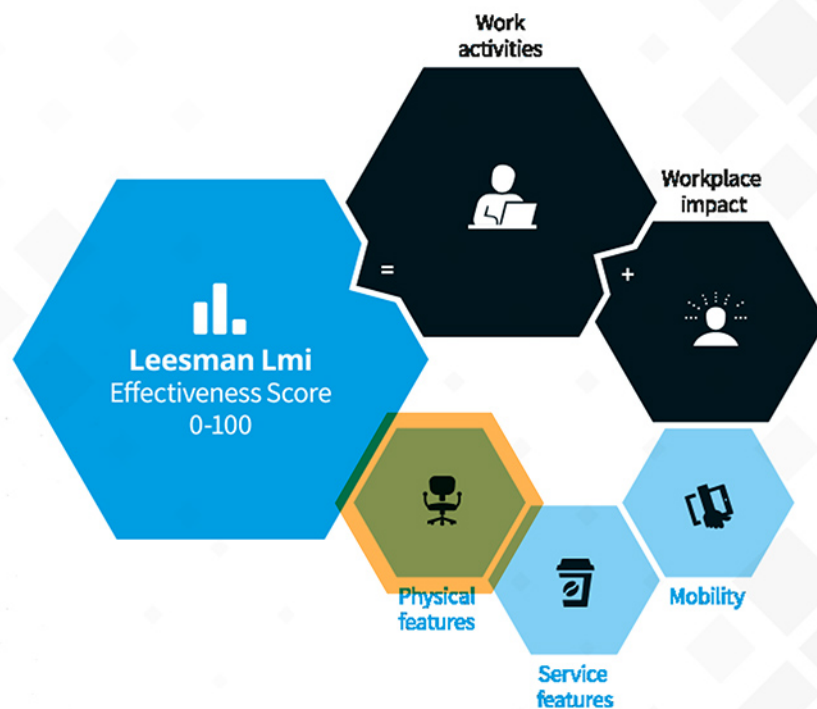 Work
activities
Workplace
impact
=
+
Leesman Lmi
Effectiveness Score
0-100
Physical
features
Mobility
Service
features